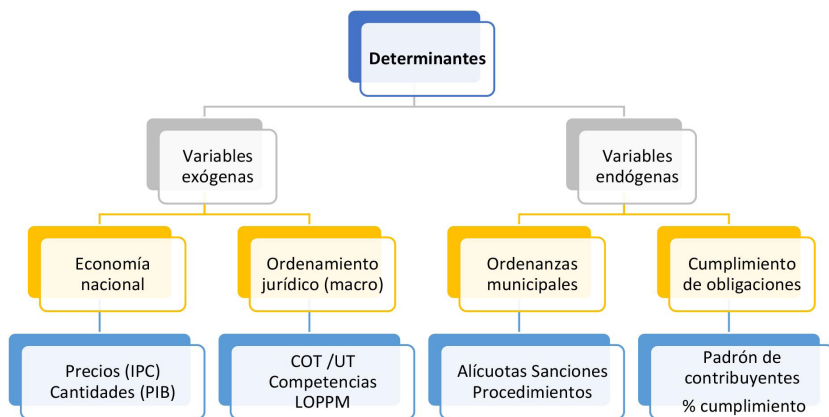 Determinantes
Variables
exógenas
Variables
endógenas
Economía
nacional
Ordenamiento
jurídico (macro)
Ordenanzas
municipales
Cumplimiento
de obligaciones
Precios (IPC)
Cantidades (PIB)
COT /UT
Competencias
LOPPM
Alícuotas Sanciones
Procedimientos
Padrón de
contribuyentes
% cumplimiento